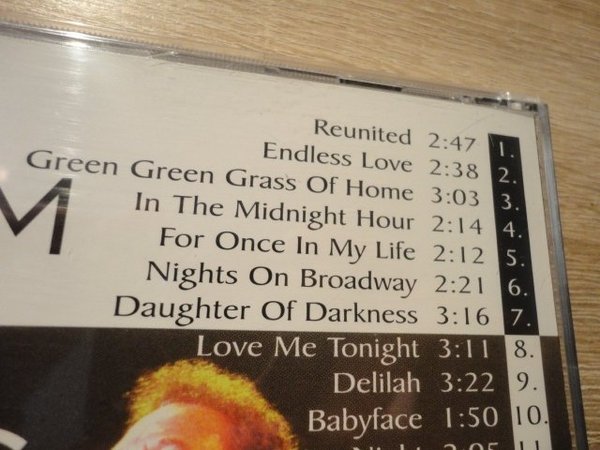 Reunited 2:47 1.
Endless Love 2:38 2.
Green Green Grass Of Home 3:03 3.
In The Midnight Hour 2:14 4.
For Once In My Life 2:12 5.
Nights On Broadway 2:21 6.
Daughter Of Darkness 3:16 7.
Love Me Tonight 3:11 8.
Delilah 3:22 9.
Babyface 1:50 10.
M